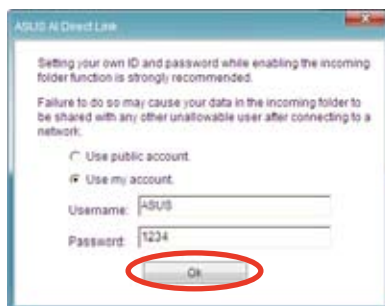 ASUS AI Direct Link
Setting your own ID and password while enabling the incoming
folder function is strongly recommended.
Failure to do so may cause your data in the incoming folder to
be shared with any other unallowable user after connecting to a
network.
Use public account.
Use my account.
Username: ASUS
Password: 1234
Ok